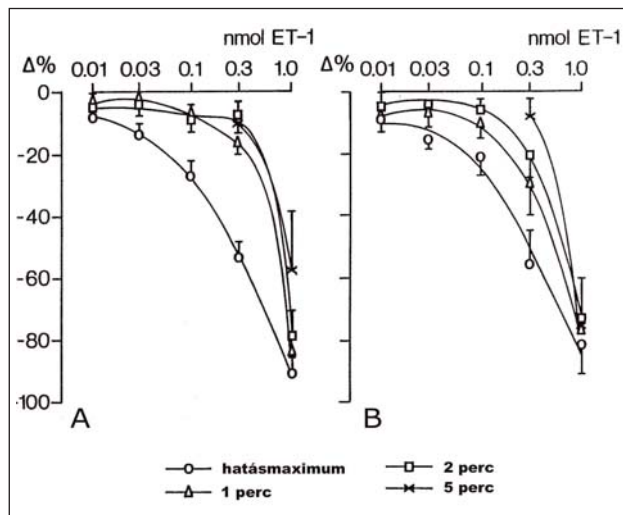 nmol ET-1
Δ%
0.01 0.03 0.1 0.3 1.0
0
-20
-40
-60
-80
-100
A
nmol ET-1
Δ%
0.01 0.03 0.1 0.3 1.0
B
hatásmaximum
1 perc
2 perc
5 perc